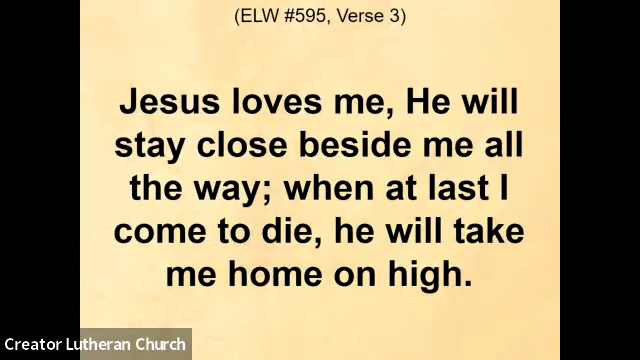 (ELW #595, Verse 3)
Jesus loves me, He will
stay close beside me all
the way; when at last I
come to die, he will take
me home on high.
Creator Lutheran Church